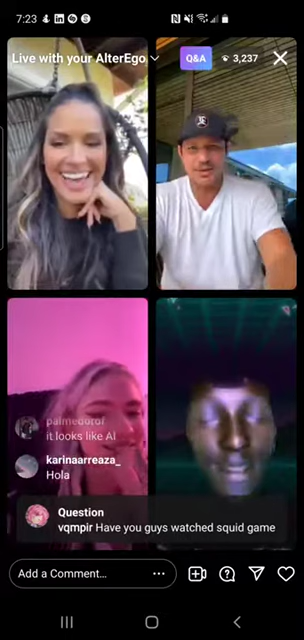 7:23
Live with your AlterEgo
Q&A
3,237
palmedorof
it looks like AI
karinaarreaza_
Hola
Question
vqmpir Have you guys watched squid game
Add a Comment...